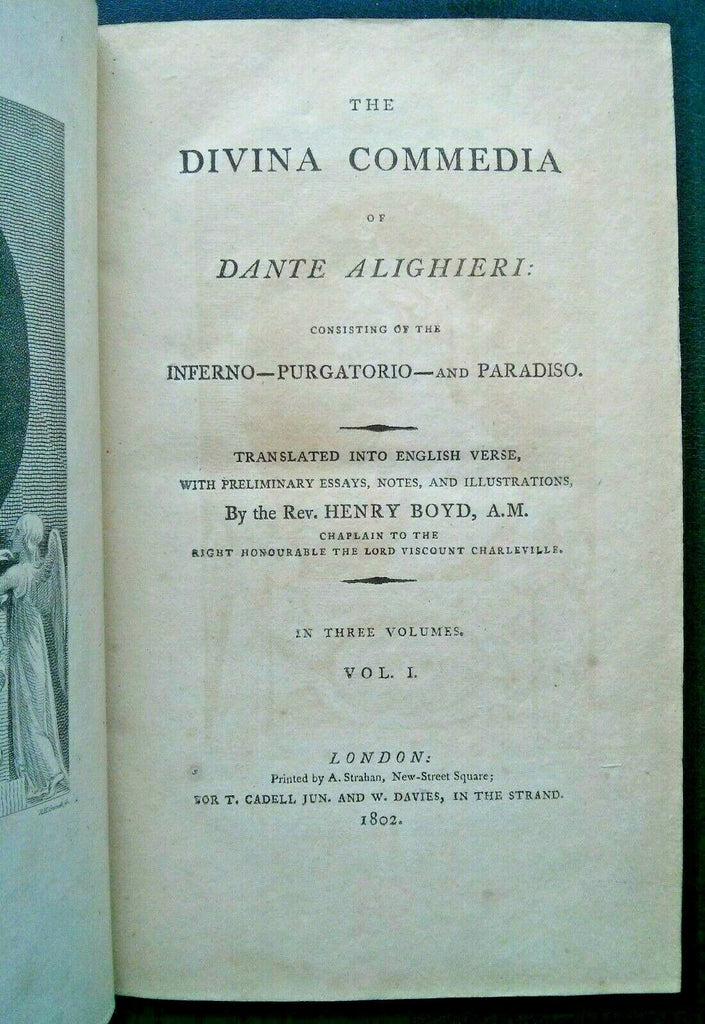 THE
DIVINA COMMEDIA
OF
DANTE ALIGHIERI:
CONSISTING OF THE
INFERNO—PURGATORIO—AND PARADISO.
TRANSLATED INTO ENGLISH VERSE,
WITH PRELIMINARY ESSAYS, NOTES, AND ILLUSTRATIONS,
By the Rev. HENRY BOYD, A.M.
CHAPLAIN TO THE
RIGHT HONOURABLE THE LORD VISCOUNT CHARLEVILLE.
IN THREE VOLUMES.
VOL. I.
LONDON:
Printed by A. Strahan, New-Street Square;
FOR T. CADELL JUN. AND W. DAVIES, IN THE STRAND.
1802.